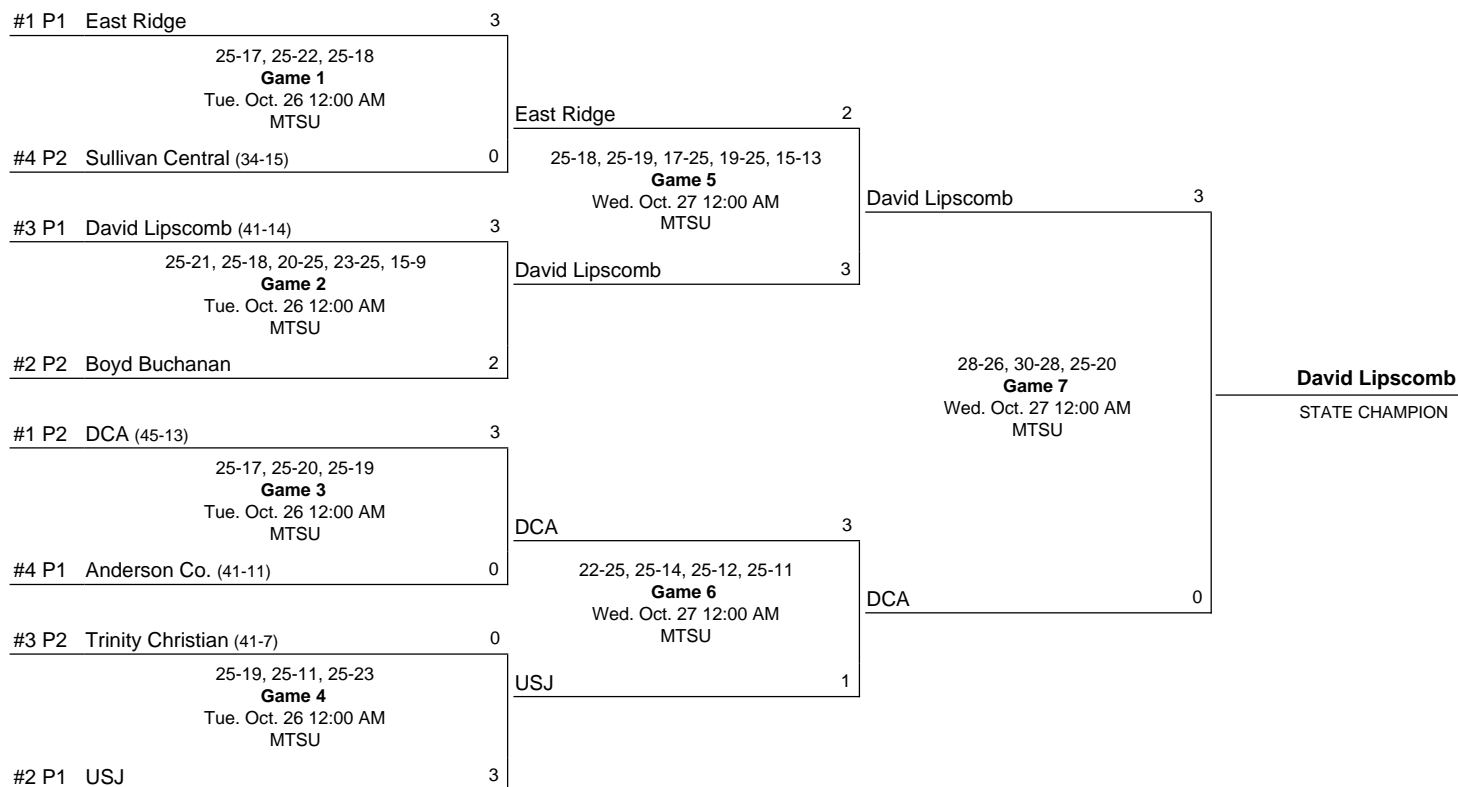 #1 P1 East Ridge 3
25-17, 25-22, 25-18
Game 1
Tue. Oct. 26 12:00 AM
MTSU
#4 P2 Sullivan Central (34-15) 0
#3 P1 David Lipscomb (41-14) 3
25-21, 25-18, 20-25, 23-25, 15-9
Game 2
Tue. Oct. 26 12:00 AM
MTSU
#2 P2 Boyd Buchanan 2
#1 P2 DCA (45-13) 3
25-17, 25-20, 25-19
Game 3
Tue. Oct. 26 12:00 AM
MTSU
#4 P1 Anderson Co. (41-11) 0
#3 P2 Trinity Christian (41-7) 0
25-19, 25-11, 25-23
Game 4
Tue. Oct. 26 12:00 AM
MTSU
#2 P1 USJ 3
East Ridge 2
25-18, 25-19, 17-25, 19-25, 15-13
Game 5
Wed. Oct. 27 12:00 AM
MTSU
David Lipscomb 3
DCA 3
22-25, 25-14, 25-12, 25-11
Game 6
Wed. Oct. 27 12:00 AM
MTSU
USJ 1
David Lipscomb 3
28-26, 30-28, 25-20
Game 7
Wed. Oct. 27 12:00 AM
MTSU
DCA 0
David Lipscomb
STATE CHAMPION